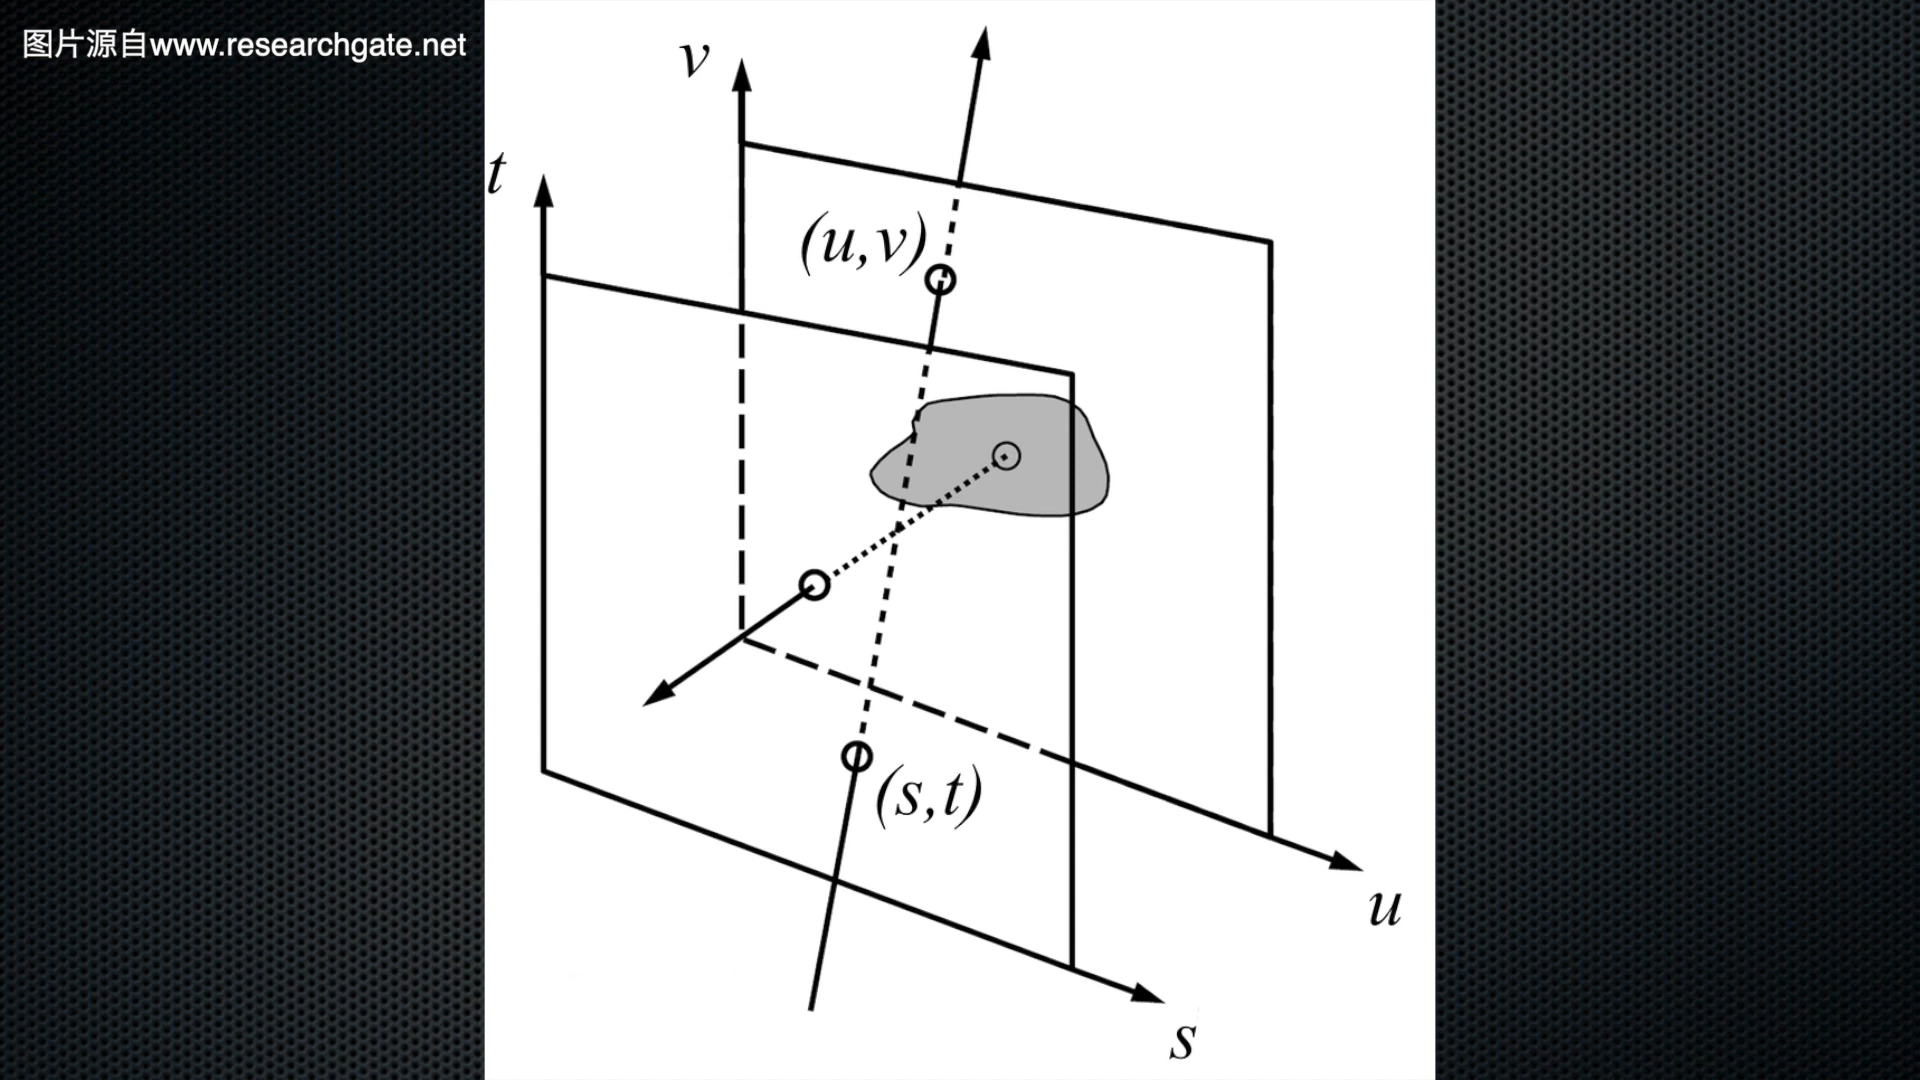 图片源自www.researchgate.net
v
t
(u,v)
(s,t)
u
s